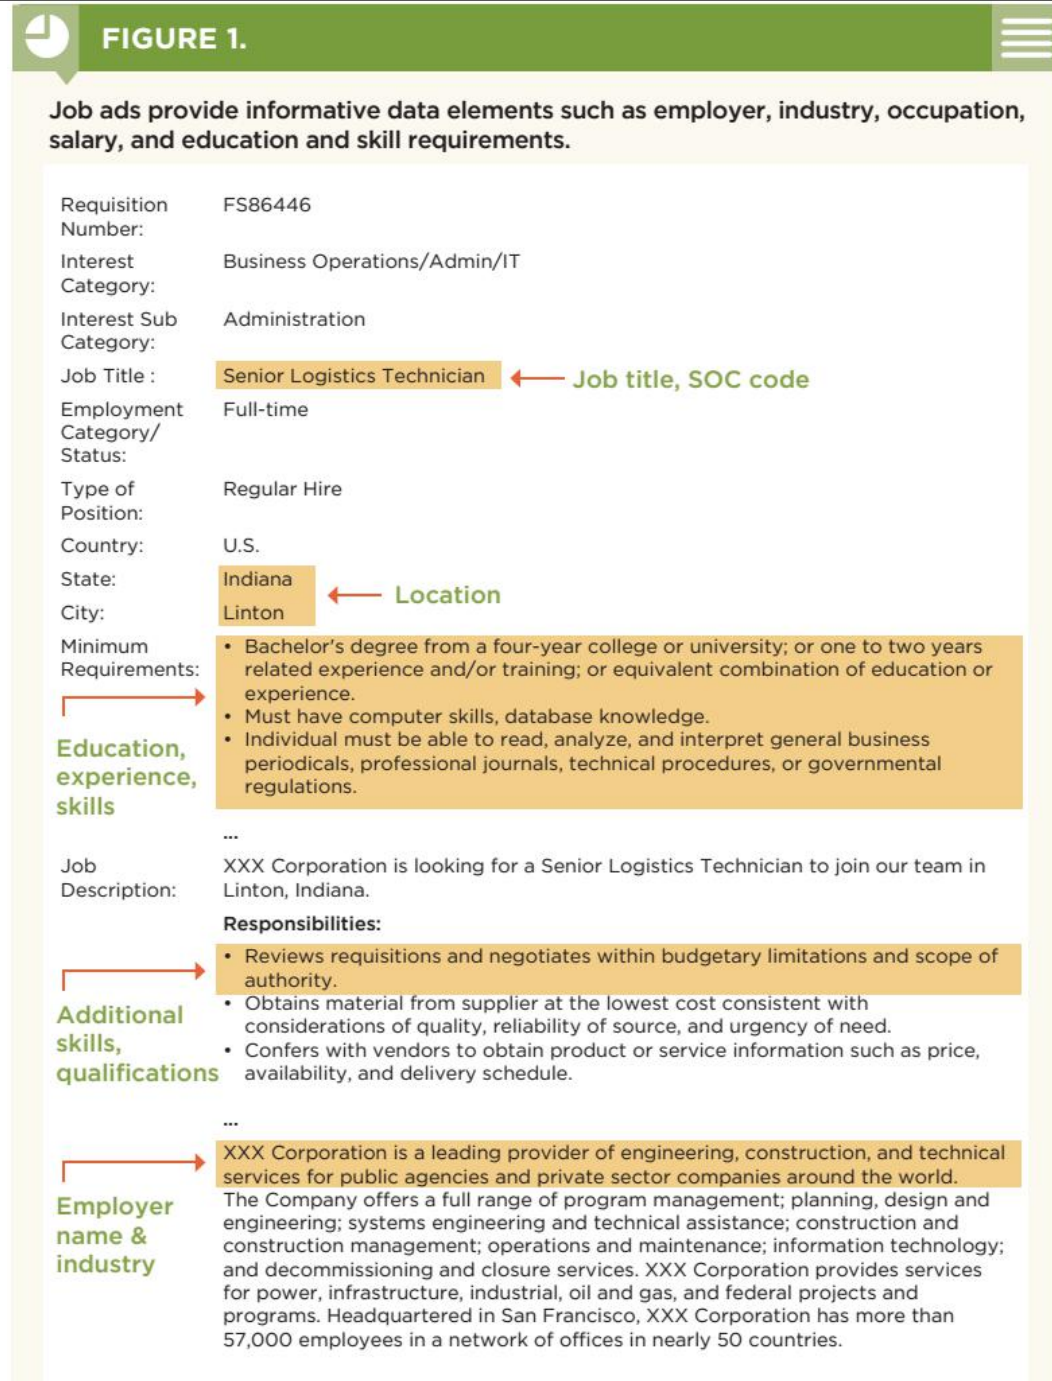 FIGURE 1.
Job ads provide informative data elements such as employer, industry, occupation,
salary, and education and skill requirements.
Requisition Number: FS86446
Interest Category: Business Operations/Admin/IT
Interest Sub Category: Administration
Job Title : Senior Logistics Technician
Job title, SOC code
Employment Category/ Status: Full-time
Type of Position: Regular Hire
Country: U.S.
State: Indiana
City: Linton
Location
Minimum Requirements:
• Bachelor's degree from a four-year college or university; or one to two years
related experience and/or training; or equivalent combination of education or
experience.
• Must have computer skills, database knowledge.
• Individual must be able to read, analyze, and interpret general business
periodicals, professional journals, technical procedures, or governmental
regulations.
Education,
experience,
skills
...
Job Description:
XXX Corporation is looking for a Senior Logistics Technician to join our team in
Linton, Indiana.
Responsibilities:
• Reviews requisitions and negotiates within budgetary limitations and scope of
authority.
• Obtains material from supplier at the lowest cost consistent with
considerations of quality, reliability of source, and urgency of need.
• Confers with vendors to obtain product or service information such as price,
availability, and delivery schedule.
Additional
skills,
qualifications
...
XXX Corporation is a leading provider of engineering, construction, and technical
services for public agencies and private sector companies around the world.
The Company offers a full range of program management; planning, design and
engineering; systems engineering and technical assistance; construction and
construction management; operations and maintenance; information technology;
and decommissioning and closure services. XXX Corporation provides services
for power, infrastructure, industrial, oil and gas, and federal projects and
programs. Headquartered in San Francisco, XXX Corporation has more than
57,000 employees in a network of offices in nearly 50 countries.
Employer
name &
industry